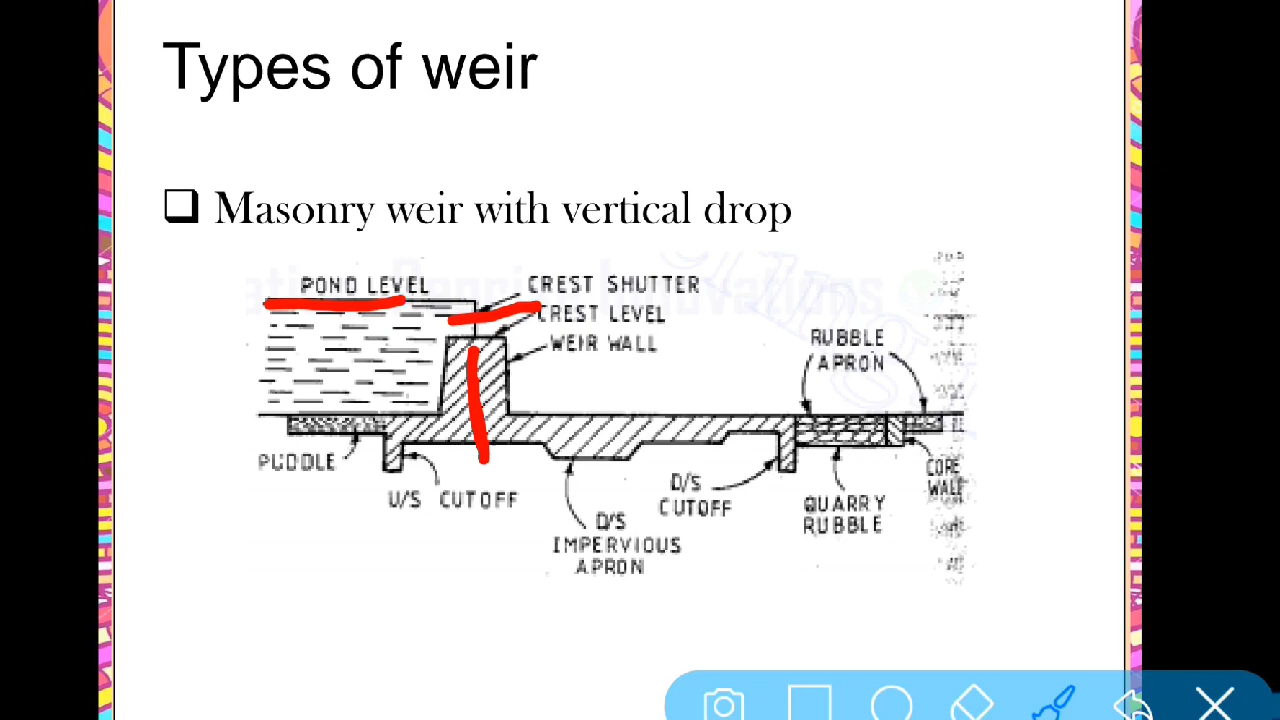 Types of weir
❑ Masonry weir with vertical drop
POND LEVEL
CREST SHUTTER
CREST LEVEL
WEIR WALL
RUBBLE
APRON
PUDDLE
U/S CUTOFF
D/S
IMPERVIOUS
APRON
D/S
CUTOFF
QUARRY
RUBBLE
CORE
WALL